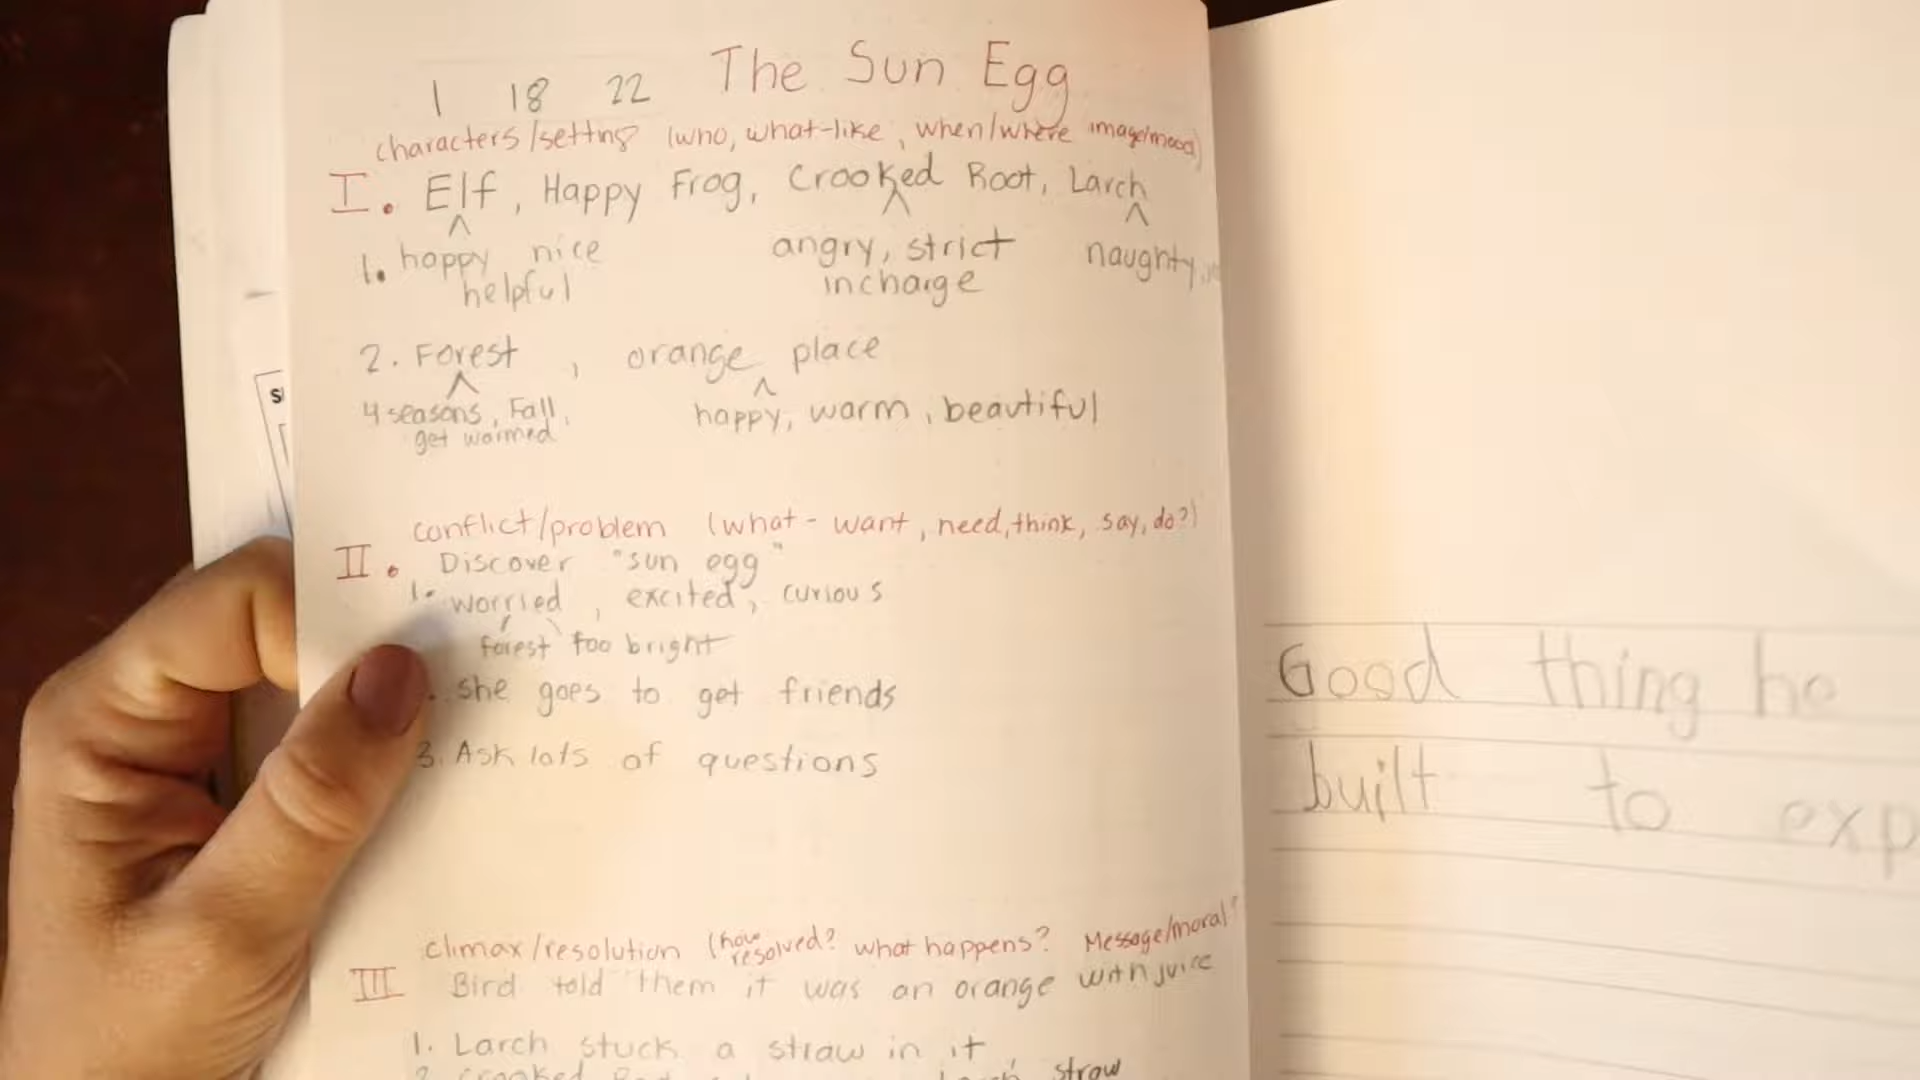 The Sun Egg
1 18 22
characters/setting (who, what-like, when/where image/mood)
I. Elf, Happy Frog, Crooked Root, Larch
1. happy nice angry, strict naughty,
helpful incharge
2. Forest, orange place
4 seasons, Fall, happy, warm, beautiful
get warmed
conflict/problem (what - want, need, think, say, do?)
II. Discover "sun egg"
1. worried, excited, curious
forest too bright
. she goes to get friends
3. Ask lots of questions
climax/resolution (how resolved? what happens? Message/moral?
III Bird told them it was an orange with juice
1. Larch stuck a straw in it
2. Crooked straw
S
Good thing he
built to exp